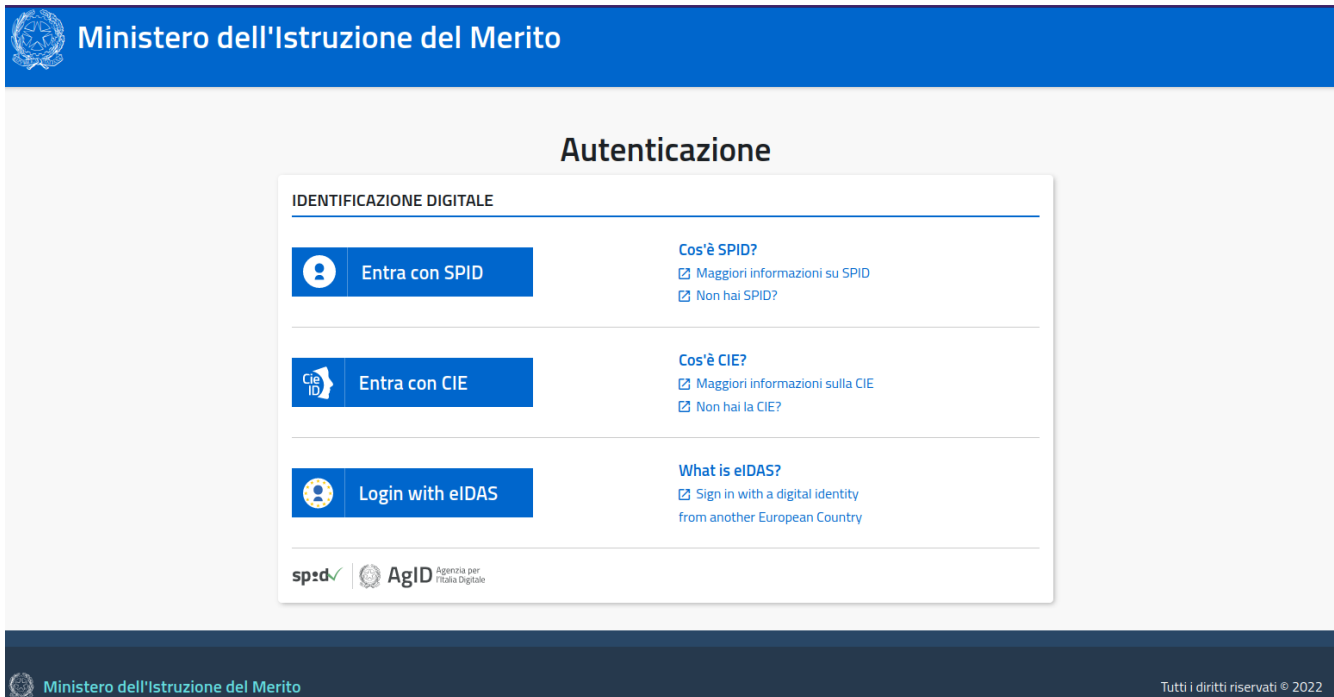 Ministero dell'Istruzione del Merito
Autenticazione
IDENTIFICAZIONE DIGITALE
Entra con SPID
Cos'è SPID?
Maggiori informazioni su SPID
Non hai SPID?
Cie
ID
Entra con CIE
Cos'è CIE?
Maggiori informazioni sulla CIE
Non hai la CIE?
Login with eIDAS
What is eIDAS?
Sign in with a digital identity
from another European Country
spid
AgID Agenzia per
l'Italia Digitale
Ministero dell'Istruzione del Merito
Tutti i diritti riservati © 2022